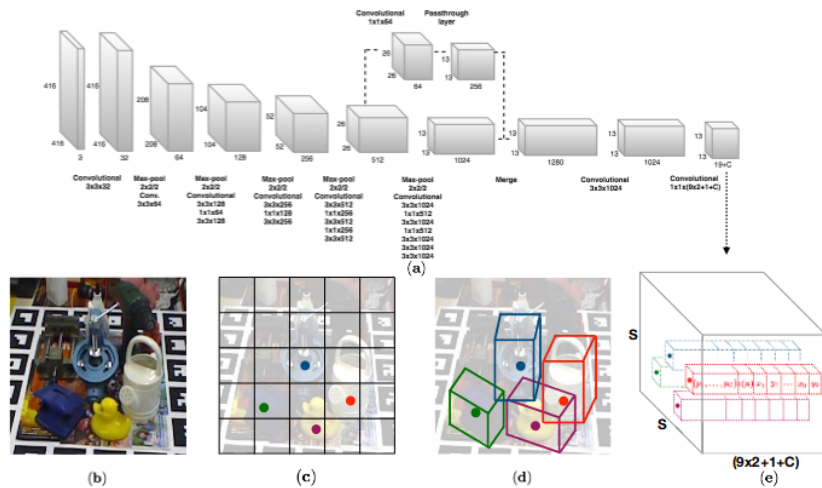 Convolutional
1x1x64
Passthrough
layer
26
26
64
13
13
256
416
416
3
416
416
32
208
208
64
104
104
128
52
52
256
26
26
512
13
13
1024
13
13
1280
13
13
1024
13
13
19+C
Convolutional
3x3x32
Max-pool
2x2/2
Conv.
3x3x64
Max-pool
2x2/2
Convolutional
3x3x128
1x1x64
3x3x128
Max-pool
2x2/2
Convolutional
3x3x256
1x1x128
3x3x256
Max-pool
2x2/2
Convolutional
3x3x512
1x1x256
3x3x512
1x1x256
3x3x512
Max-pool
2x2/2
Convolutional
3x3x1024
1x1x512
3x3x1024
1x1x512
3x3x1024
3x3x1024
3x3x1024
Merge
Convolutional
3x3x1024
Convolutional
1x1x(9x2+1+C)
(a)
S
S
(9x2+1+C)
(b)
(c)
(d)
(e)